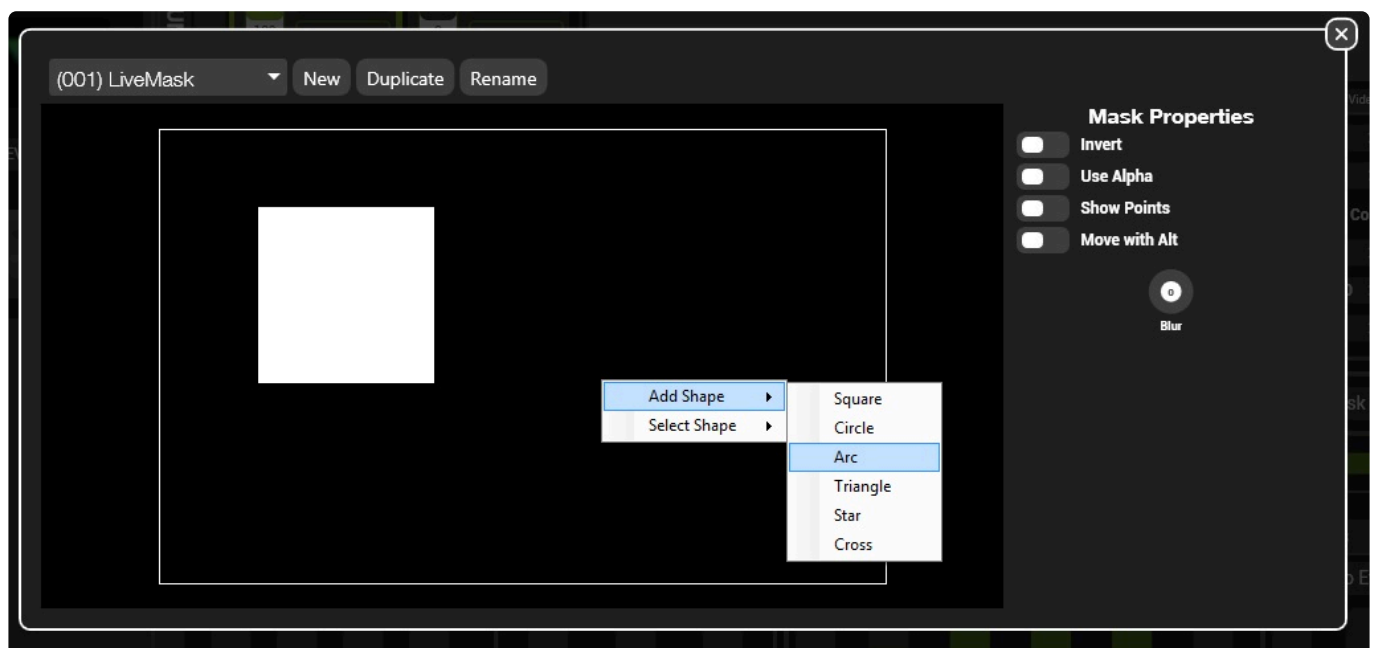 (001) LiveMask
New
Duplicate
Rename
Mask Properties
Invert
Use Alpha
Show Points
Move with Alt
0
Blur
Add Shape
Select Shape
Square
Circle
Arc
Triangle
Star
Cross